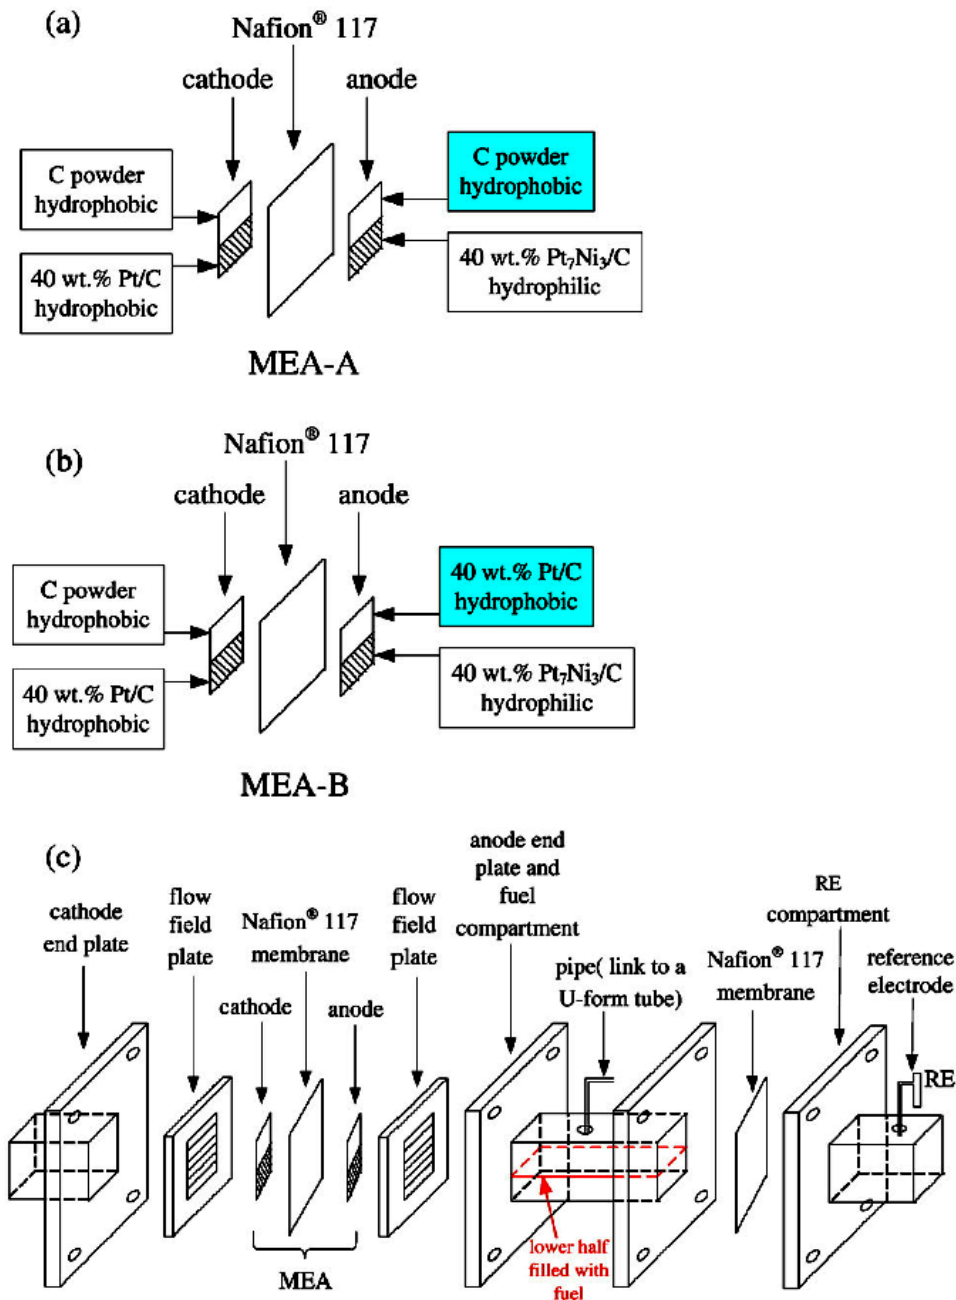 (a)
Nafion® 117
cathode
anode
C powder
hydrophobic
C powder
hydrophobic
40 wt.% Pt/C
hydrophobic
40 wt.% Pt₇Ni₃/C
hydrophilic
MEA-A
(b)
Nafion® 117
cathode
anode
C powder
hydrophobic
40 wt.% Pt/C
hydrophobic
40 wt.% Pt/C
hydrophobic
40 wt.% Pt₇Ni₃/C
hydrophilic
MEA-B
(c)
cathode
end plate
flow
field
plate
Nafion® 117
membrane
cathode
anode
flow
field
plate
anode end
plate and
fuel
compartment
pipe( link to a
U-form tube)
Nafion® 117
membrane
RE
compartment
reference
electrode
RE
MEA
lower half
filled with
fuel